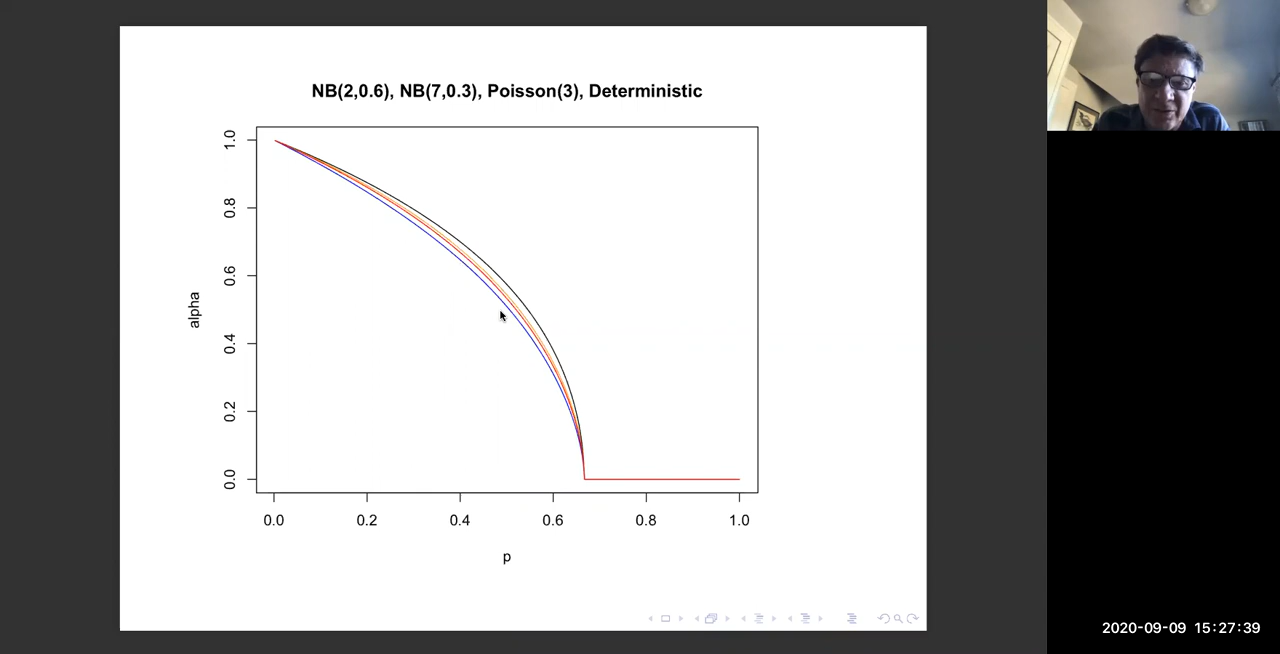 NB(2,0.6), NB(7,0.3), Poisson(3), Deterministic
1.0
0.8
0.6
0.4
0.2
0.0
alpha
0.0 0.2 0.4 0.6 0.8 1.0
p
2020-09-09 15:27:39